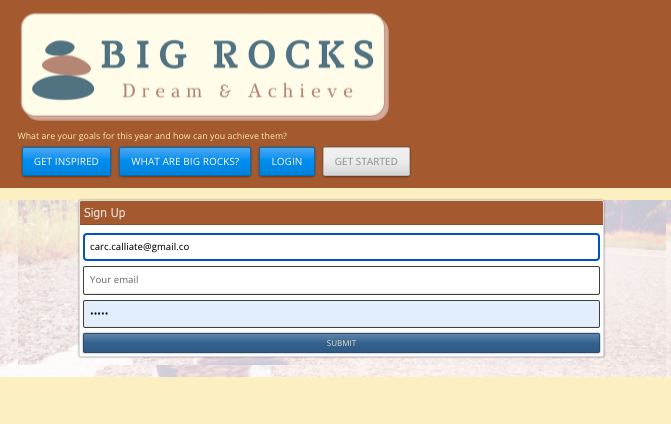 BIG ROCKS
Dream & Achieve
What are your goals for this year and how can you achieve them?
GET INSPIRED WHAT ARE BIG ROCKS? LOGIN GET STARTED
Sign Up
carc.calliate@gmail.co
Your email
•••••
SUBMIT